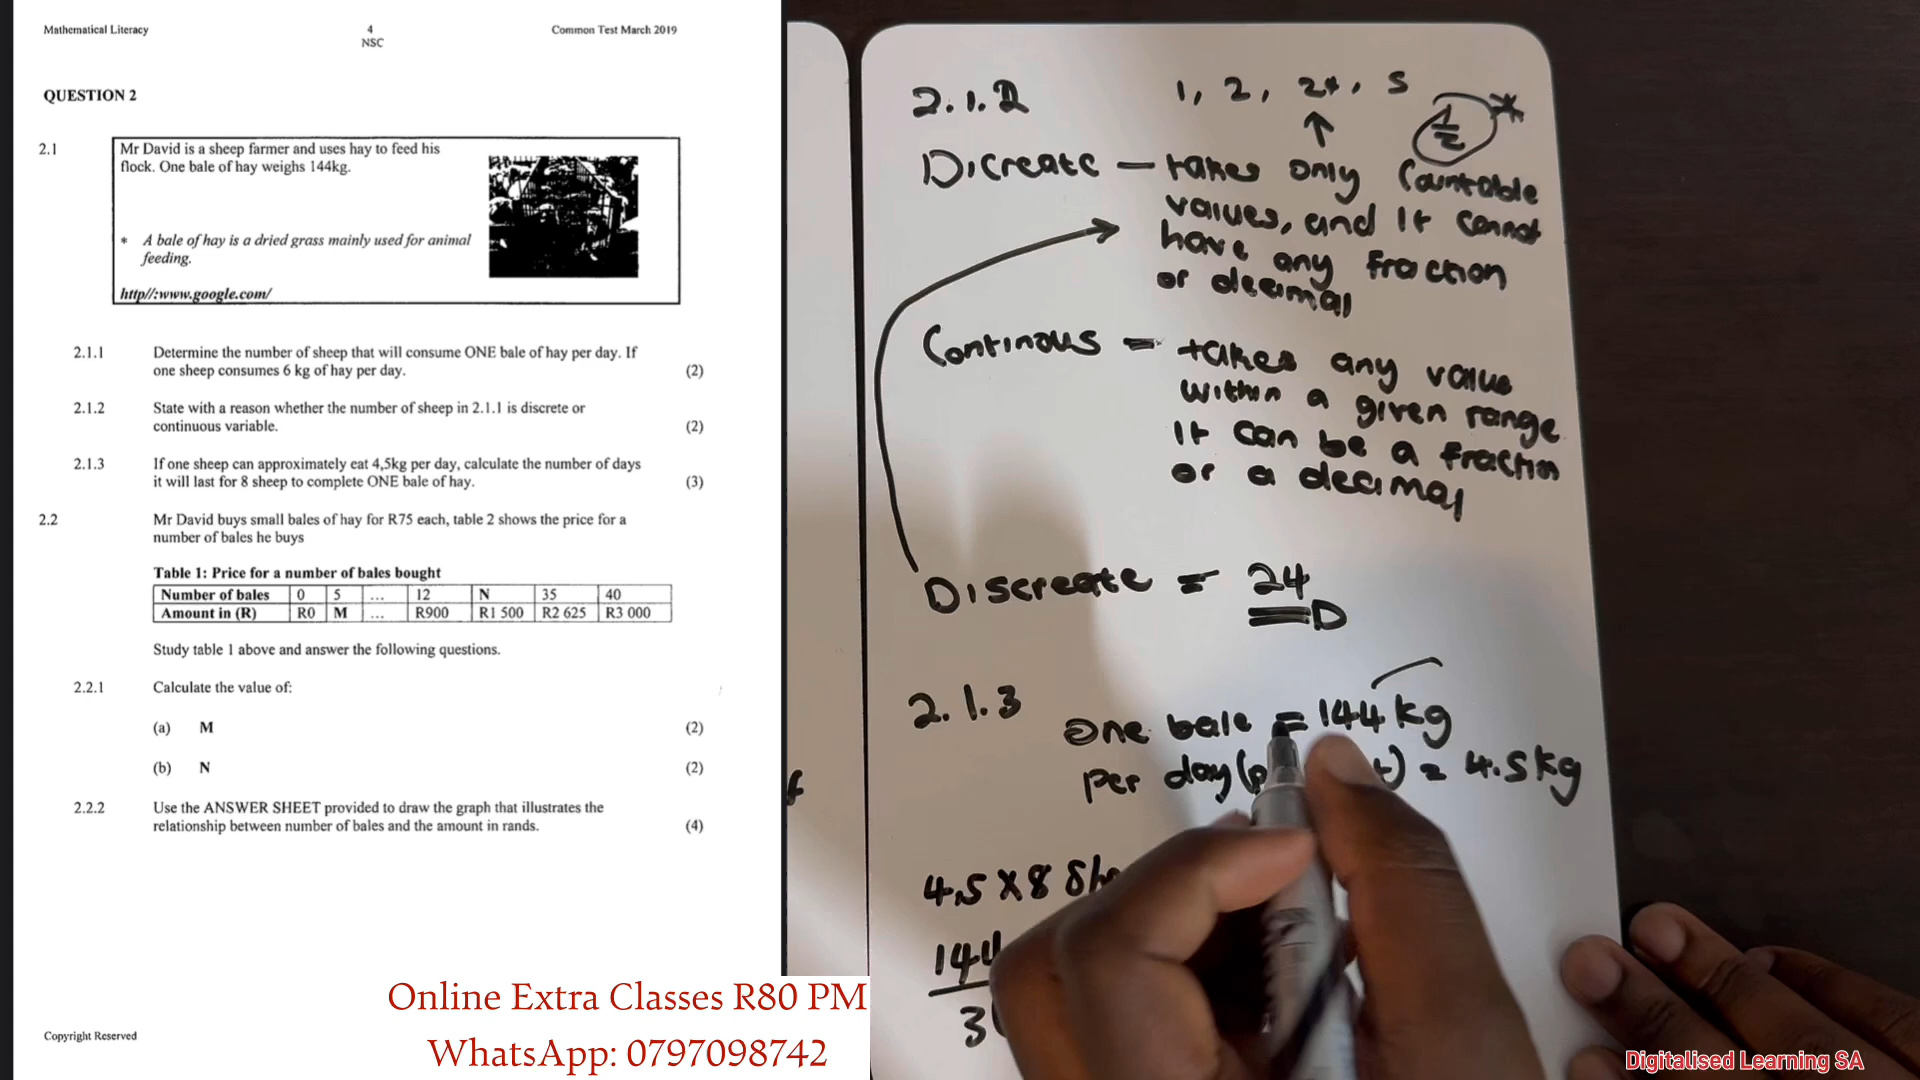 Mathematical Literacy
4
NSC
Common Test March 2019
QUESTION 2
2.1
Mr David is a sheep farmer and uses hay to feed his
flock. One bale of hay weighs 144kg.
* A bale of hay is a dried grass mainly used for animal
feeding.
http//:www.google.com/
2.1.1 Determine the number of sheep that will consume ONE bale of hay per day. If
one sheep consumes 6 kg of hay per day. (2)
2.1.2 State with a reason whether the number of sheep in 2.1.1 is discrete or
continuous variable. (2)
2.1.3 If one sheep can approximately eat 4,5kg per day, calculate the number of days
it will last for 8 sheep to complete ONE bale of hay. (3)
2.2 Mr David buys small bales of hay for R75 each, table 2 shows the price for a
number of bales he buys
Table 1: Price for a number of bales bought
Number of bales 0 5 ... 12 N 35 40
Amount in (R) R0 M ... R900 R1 500 R2 625 R3 000
Study table 1 above and answer the following questions.
2.2.1 Calculate the value of:
(a) M (2)
(b) N (2)
2.2.2 Use the ANSWER SHEET provided to draw the graph that illustrates the
relationship between number of bales and the amount in rands. (4)
Copyright Reserved
2.1.2
1, 2, 24, 5
1/2 *
Dicreate — takes only Countable
values, and it cannot
have any fraction
or decimal
Continous = takes any value
within a given range
It can be a fraction
or a decimal
Discreate = 24
D
2.1.3
One bale = 144kg
per day = 4.5kg
4.5 x 8
Online Extra Classes R80 PM
WhatsApp: 0797098742
Digitalised Learning SA